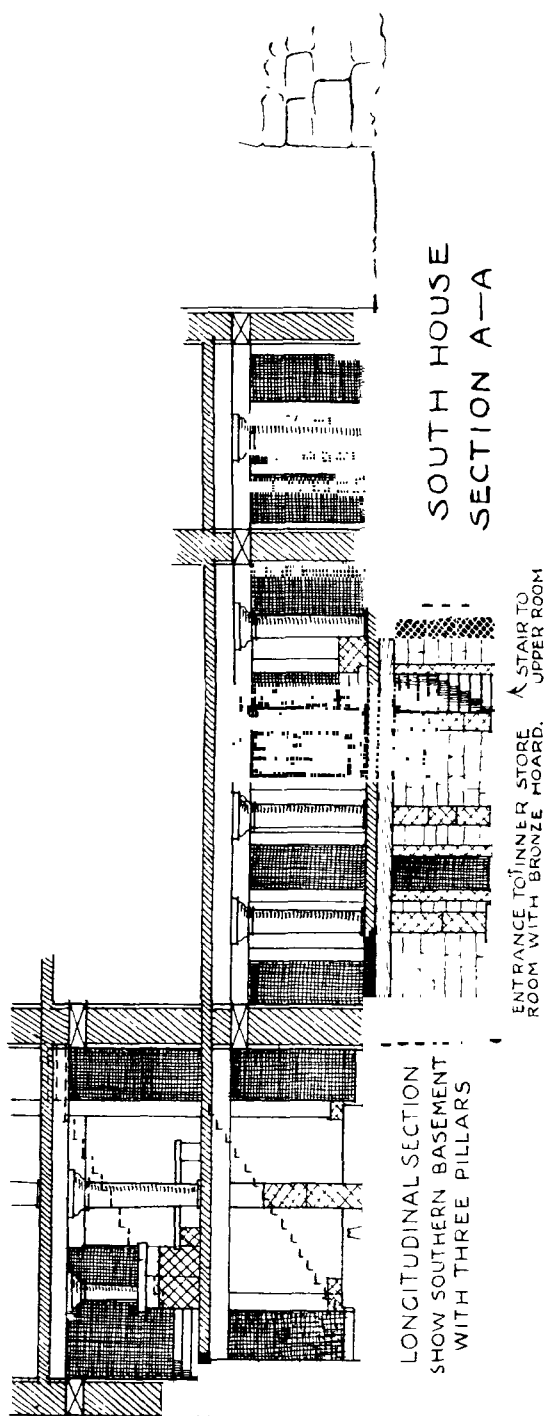 SOUTH HOUSE
SECTION A—A
LONGITUDINAL SECTION
SHOW SOUTHERN BASEMENT
WITH THREE PILLARS
ENTRANCE TO INNER STORE
ROOM WITH BRONZE HOARD.
STAIR TO
UPPER ROOM